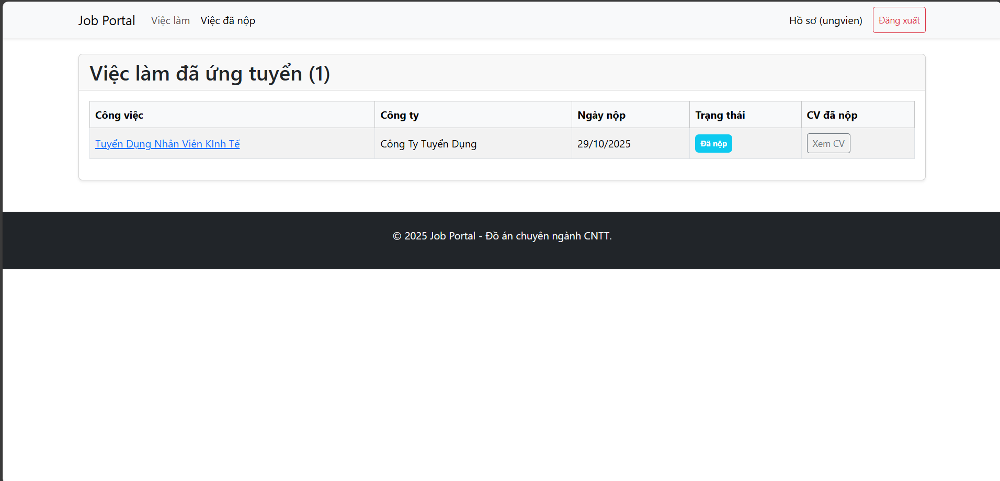 Job Portal Việc làm Việc đã nộp Hồ sơ (ungvien) Đăng xuất
Việc làm đã ứng tuyển (1)
Công việc Công ty Ngày nộp Trạng thái CV đã nộp
Tuyển Dụng Nhân Viên KInh Tế Công Ty Tuyển Dụng 29/10/2025 Đã nộp Xem CV
© 2025 Job Portal - Đồ án chuyên ngành CNTT.